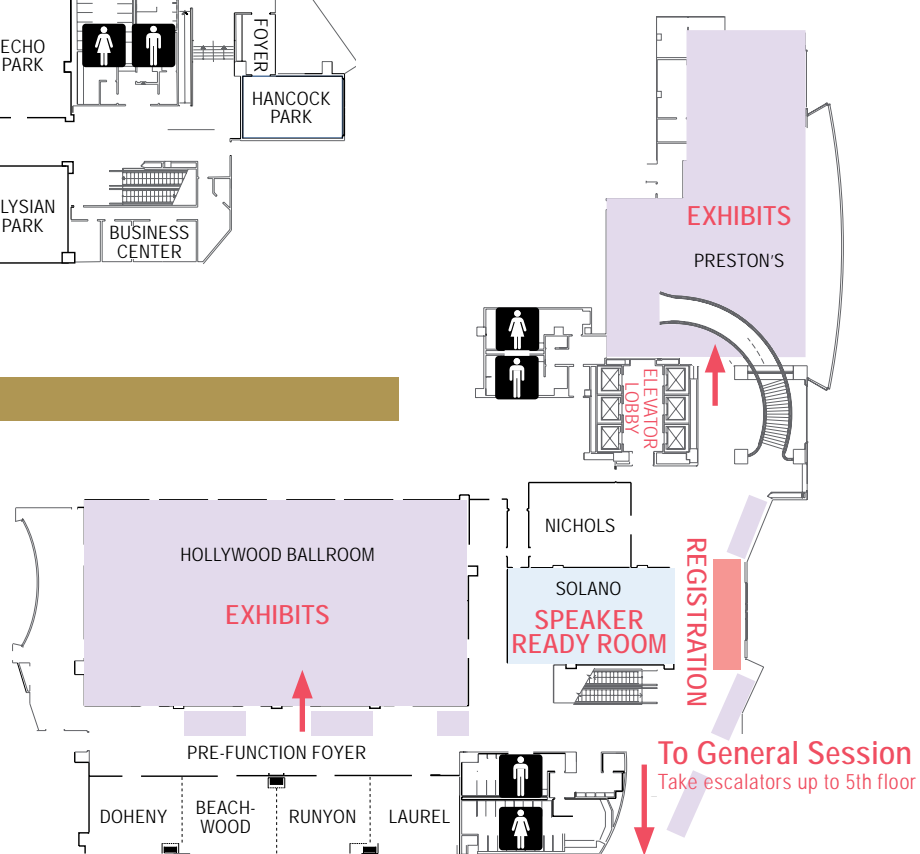 ECHO
PARK
FOYER
HANCOCK
PARK
LYSIAN
PARK
BUSINESS
CENTER
EXHIBITS
PRESTON'S
ELEVATOR
LOBBY
NICHOLS
HOLLYWOOD BALLROOM
EXHIBITS
SOLANO
SPEAKER
READY ROOM
REGISTRATION
PRE-FUNCTION FOYER
To General Session
Take escalators up to 5th floor
DOHENY
BEACH-
WOOD
RUNYON
LAUREL